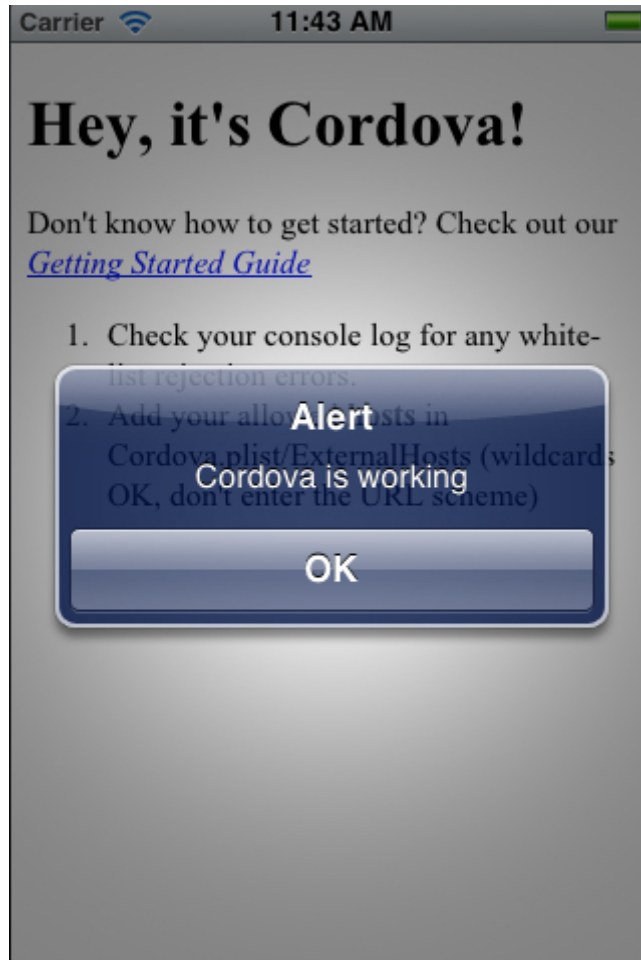 Carrier 11:43 AM
Hey, it's Cordova!
Don't know how to get started? Check out our
Getting Started Guide
1. Check your console log for any white-
list rejection errors.
2. Add your allowed Hosts in
Cordova.plist/ExternalHosts (wildcards
OK, don't enter the URL scheme)
Alert
Cordova is working
OK